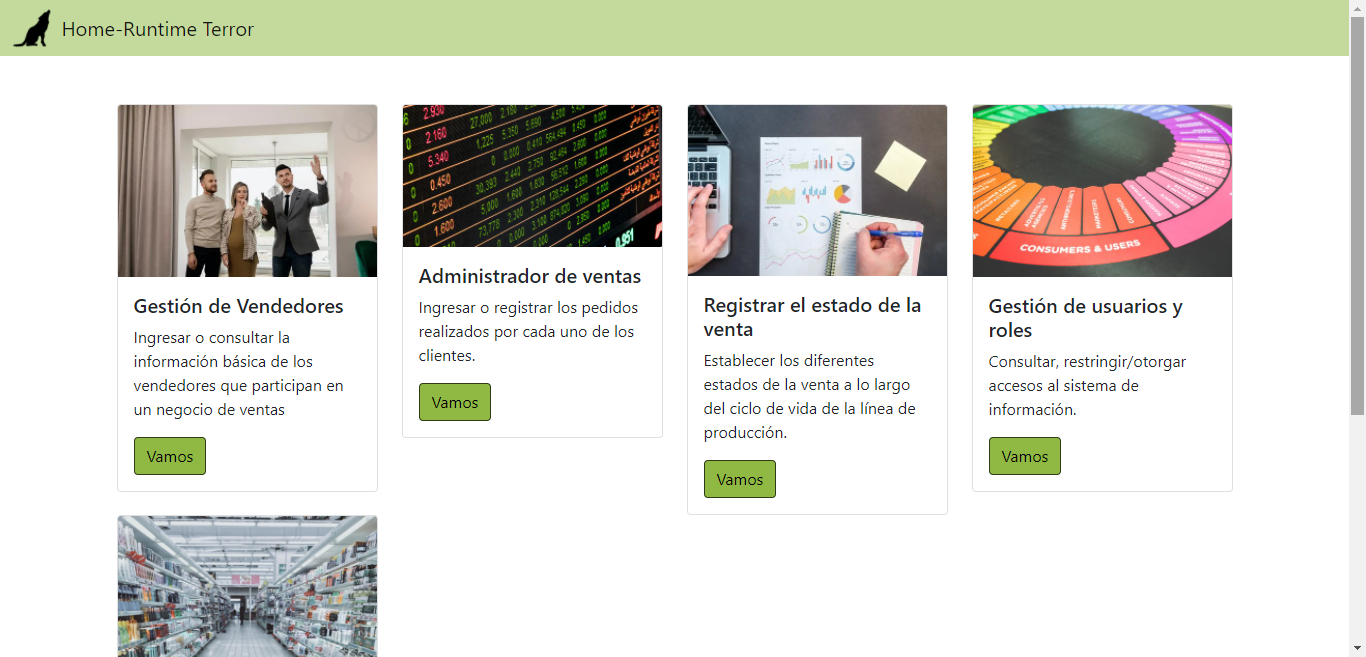 Home-Runtime Terror
CONSUMERS & USERS
Gestión de Vendedores
Ingresar o consultar la
información básica de los
vendedores que participan en
un negocio de ventas
Vamos
Administrador de ventas
Ingresar o registrar los pedidos
realizados por cada uno de los
clientes.
Vamos
Registrar el estado de la
venta
Establecer los diferentes
estados de la venta a lo largo
del ciclo de vida de la línea de
producción.
Vamos
Gestión de usuarios y
roles
Consultar, restringir/otorgar
accesos al sistema de
información.
Vamos